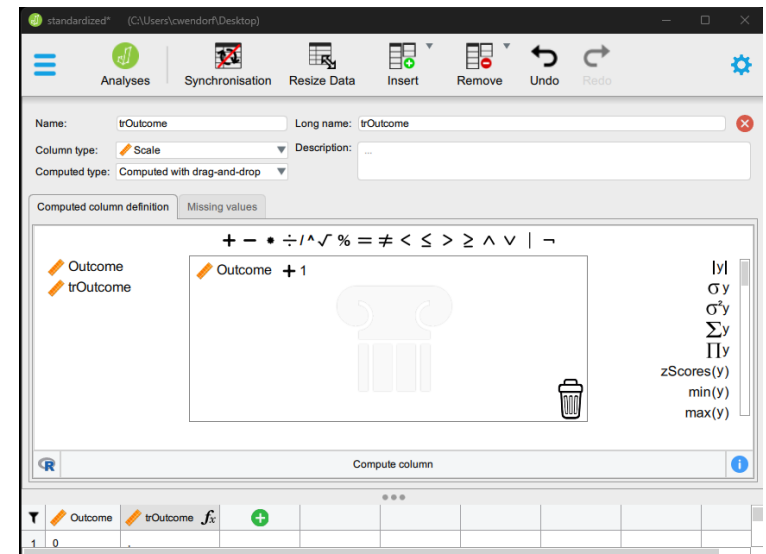 standardized* (C:\Users\cwendorf\Desktop)
Analyses Synchronisation Resize Data Insert Remove Undo Redo
Name: trOutcome Long name: trOutcome
Column type: Scale Description: ...
Computed type: Computed with drag-and-drop
Computed column definition Missing values
+ − * ÷ / ^ √ % = ≠ < ≤ > ≥ ∧ ∨ | ¬
Outcome Outcome + 1 |y|
trOutcome σy
σ²y
∑y
∏y
zScores(y)
min(y)
max(y)
R Compute column i
Outcome trOutcome fx
1 0 .